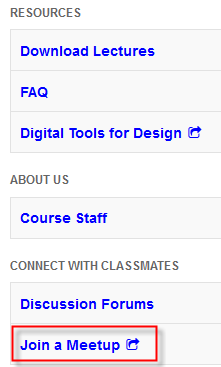 RESOURCES
Download Lectures
FAQ
Digital Tools for Design
ABOUT US
Course Staff
CONNECT WITH CLASSMATES
Discussion Forums
Join a Meetup